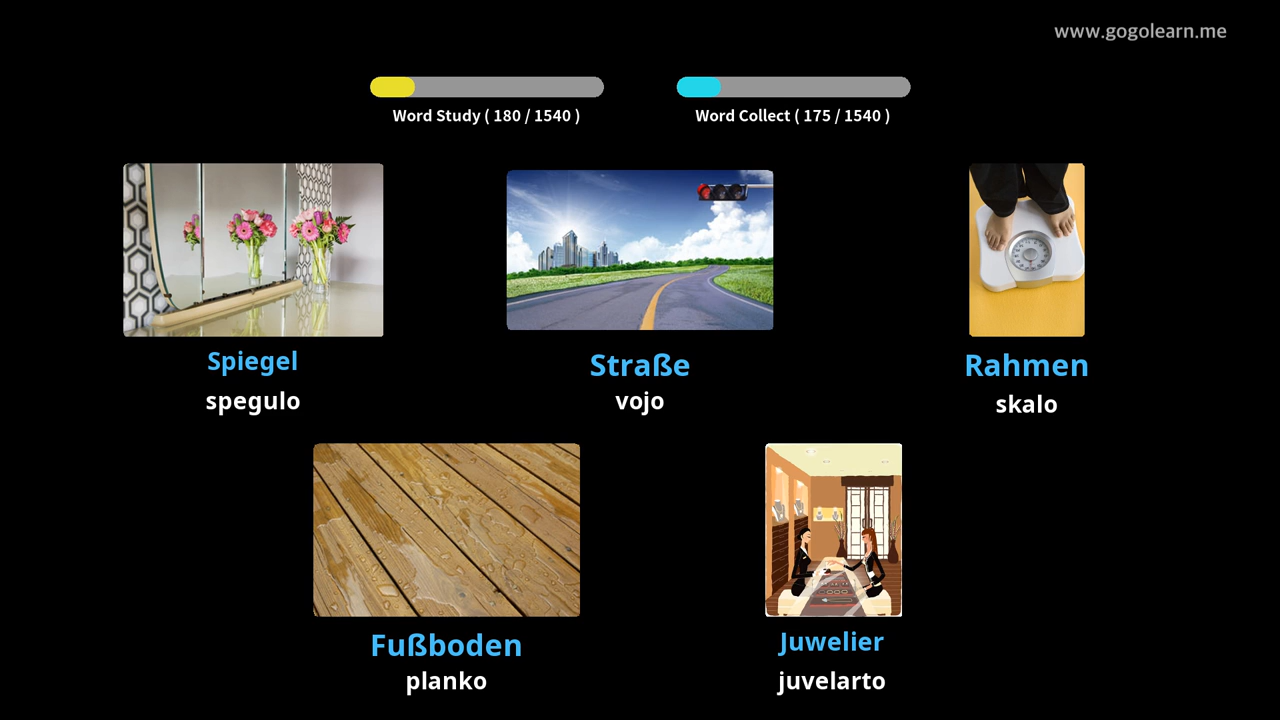 www.gogolearn.me
Word Study ( 180 / 1540 )
Word Collect ( 175 / 1540 )
Spiegel
spegulo
Straße
vojo
Rahmen
skalo
Fußboden
planko
Juwelier
juvelarto